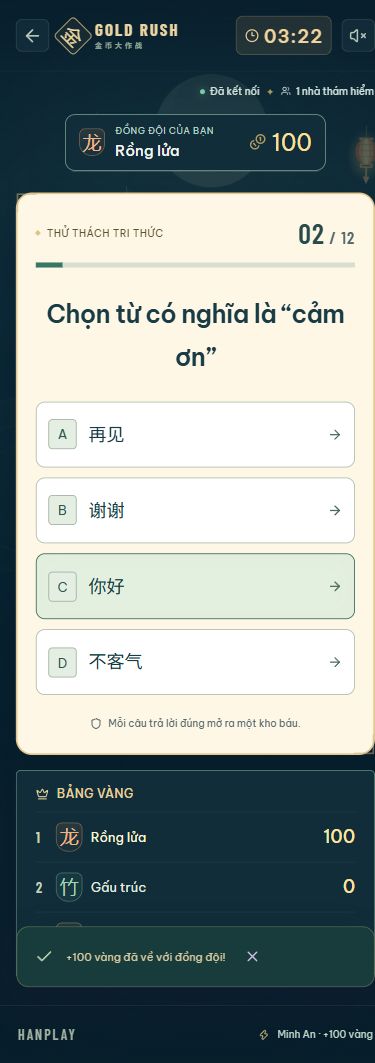 GOLD RUSH
金币大作战
03:22
Đã kết nối ✦ 1 nhà thám hiểm
龙
ĐỒNG ĐỘI CỦA BẠN
Rồng lửa
100
THỬ THÁCH TRI THỨC
02 / 12
Chọn từ có nghĩa là “cảm
ơn”
A 再见
B 谢谢
C 你好
D 不客气
Mỗi câu trả lời đúng mở ra một kho báu.
BẢNG VÀNG
1 龙 Rồng lửa 100
2 竹 Gấu trúc 0
+100 vàng đã về với đồng đội!
HANPLAY
Minh An · +100 vàng